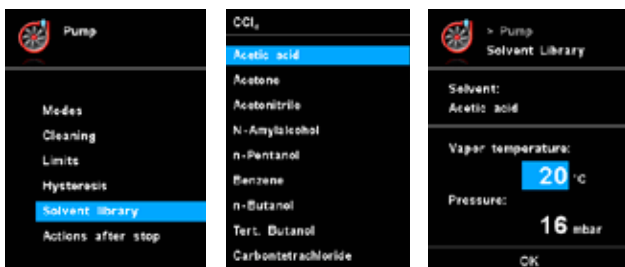 Pump
Modes
Cleaning
Limits
Hysteresis
Solvent library
Actions after stop
CCl₄
Acetic acid
Acetone
Acetonitrile
N-Amylalcohol
n-Pentanol
Benzene
n-Butanol
Tert. Butanol
Carbontetrachloride
> Pump
Solvent Library
Solvent:
Acetic acid
Vapor temperature:
20 °C
Pressure:
16 mbar
OK